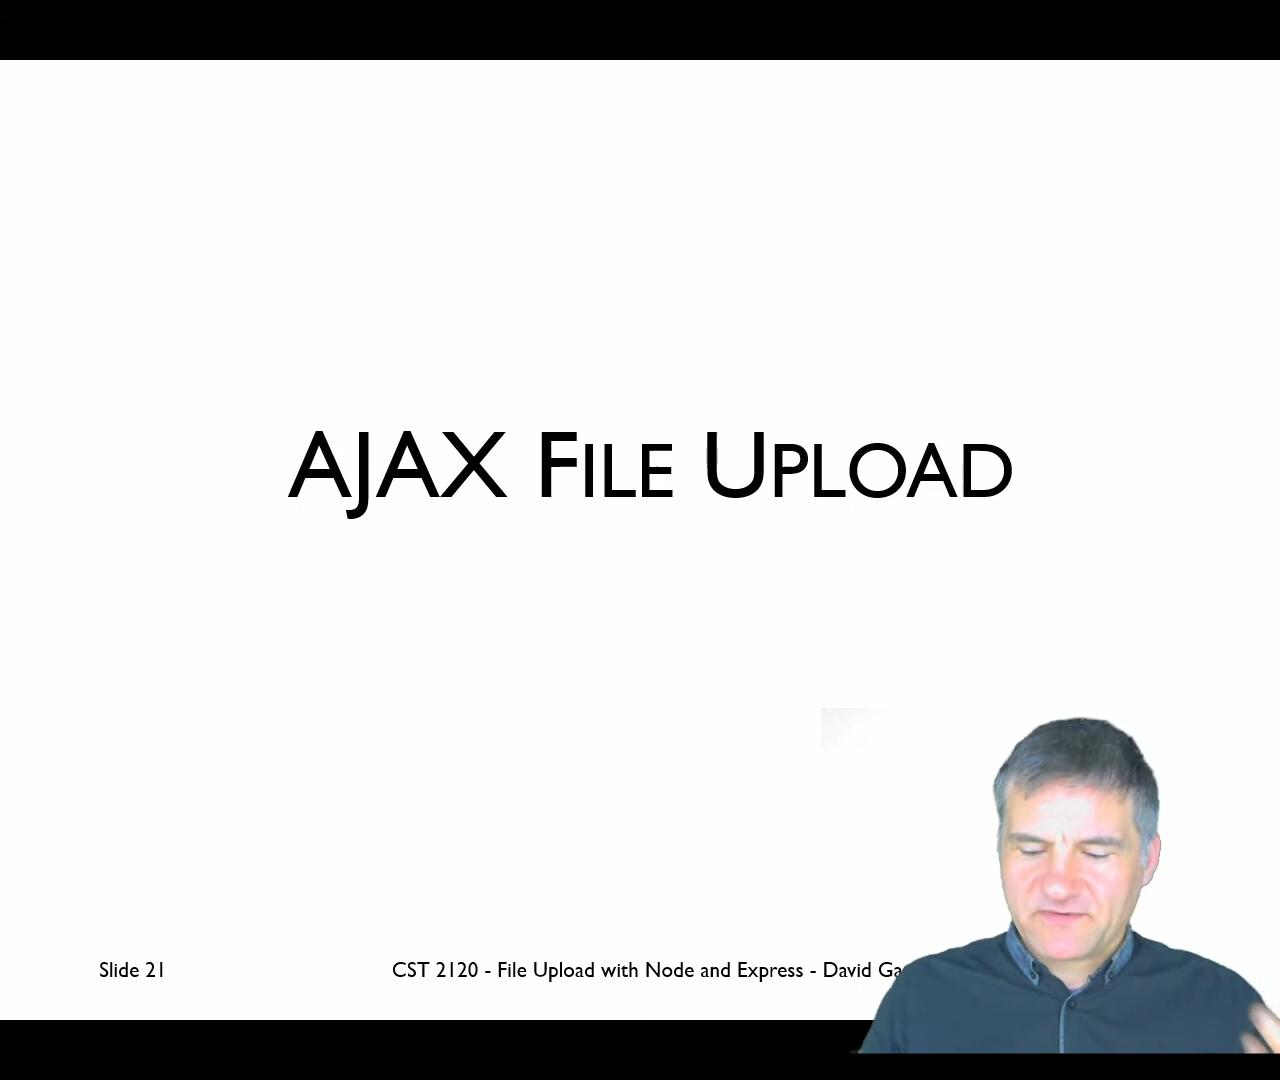 AJAX FILE UPLOAD
Slide 21
CST 2120 - File Upload with Node and Express - David